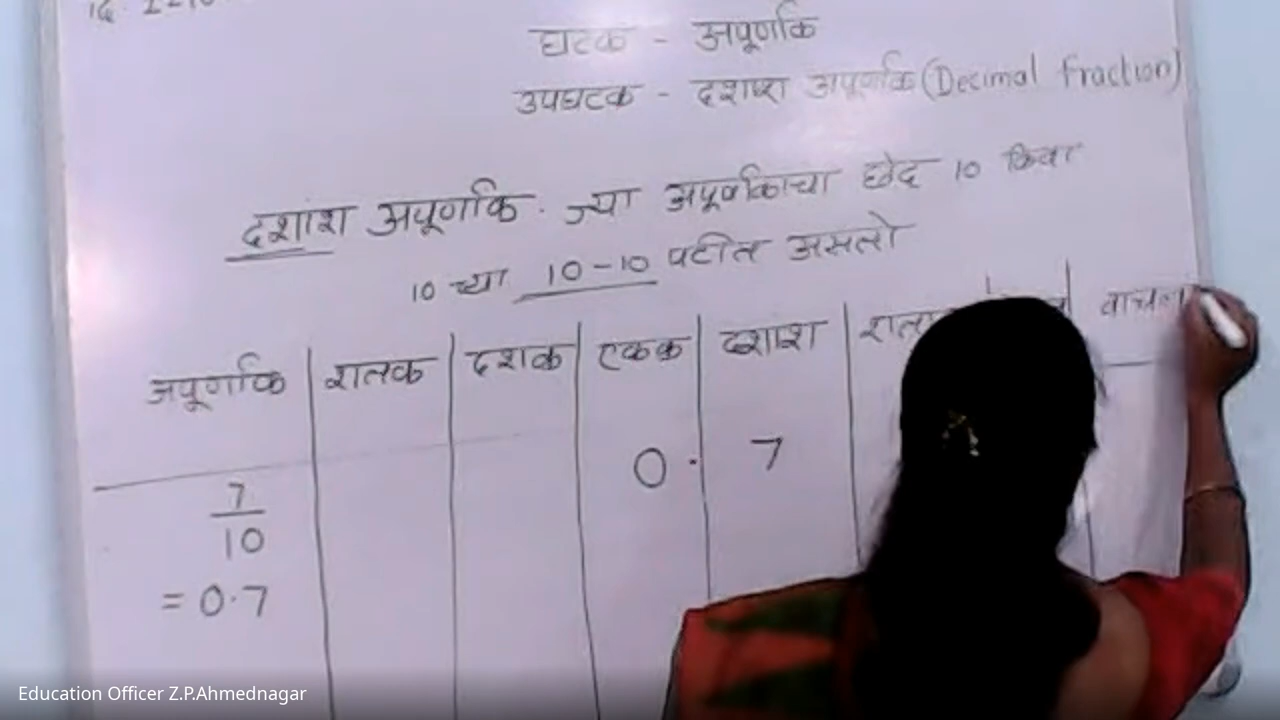 घटक - अपूर्णांक
उपघटक - दशांश अपूर्णांक (Decimal fraction)
दशांश अपूर्णांक. ज्या अपूर्णांकाचा छेद 10 किंवा
10 च्या 10-10 पटीत असतो
अपूर्णांक शतक दशक एकक दशांश वाचन
0. 7
7
10
= 0.7
Education Officer Z.P.Ahmednagar